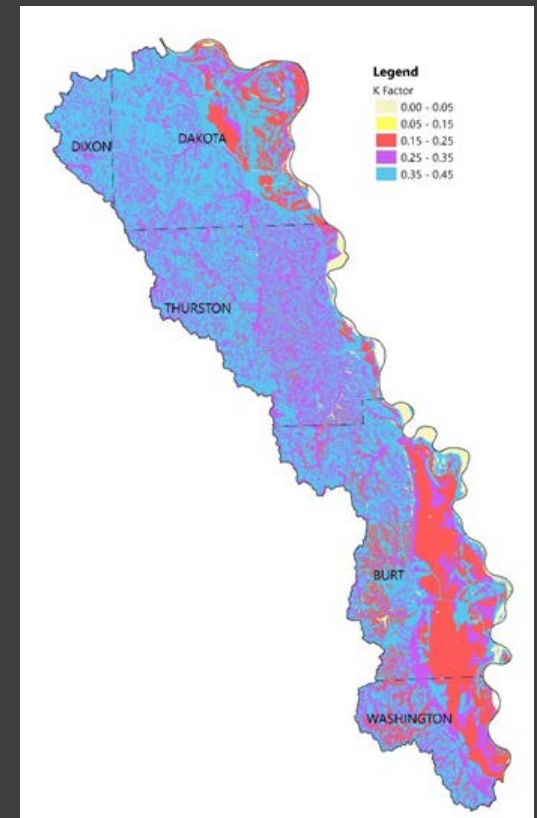 Legend
K Factor
0.00 - 0.05
0.05 - 0.15
0.15 - 0.25
0.25 - 0.35
0.35 - 0.45
DAKOTA
DIXON
THURSTON
BURT
WASHINGTON